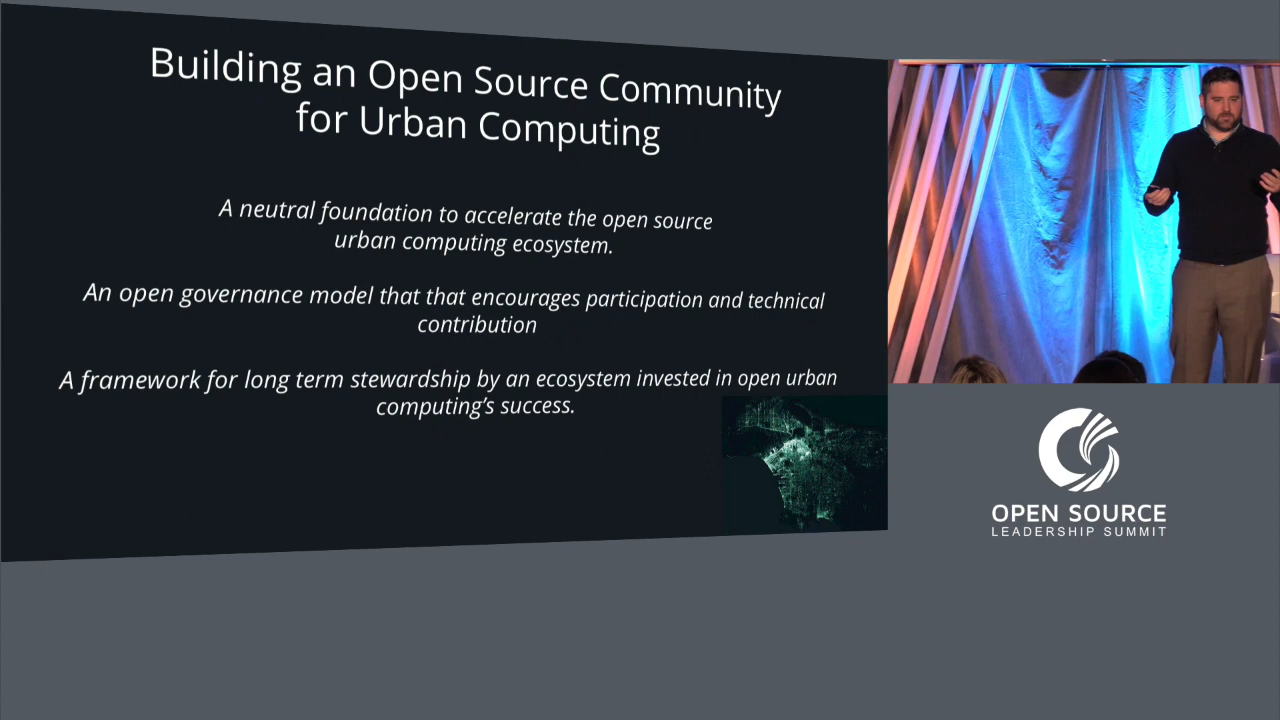 Building an Open Source Community
for Urban Computing
A neutral foundation to accelerate the open source
urban computing ecosystem.
An open governance model that that encourages participation and technical
contribution
A framework for long term stewardship by an ecosystem invested in open urban
computing’s success.
OPEN SOURCE
LEADERSHIP SUMMIT